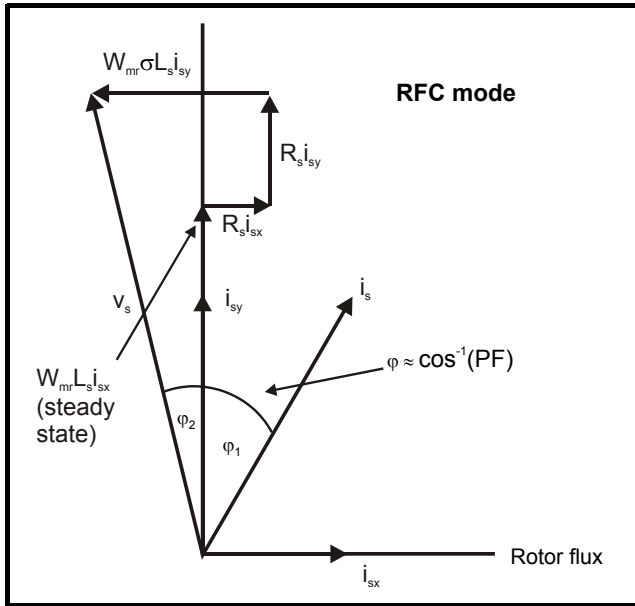 WmrσLsisy
RFC mode
Rsisy
Rsisx
vs
isy
is
φ ≈ cos-1(PF)
WmrLsisx
(steady
state)
φ2
φ1
Rotor flux
isx